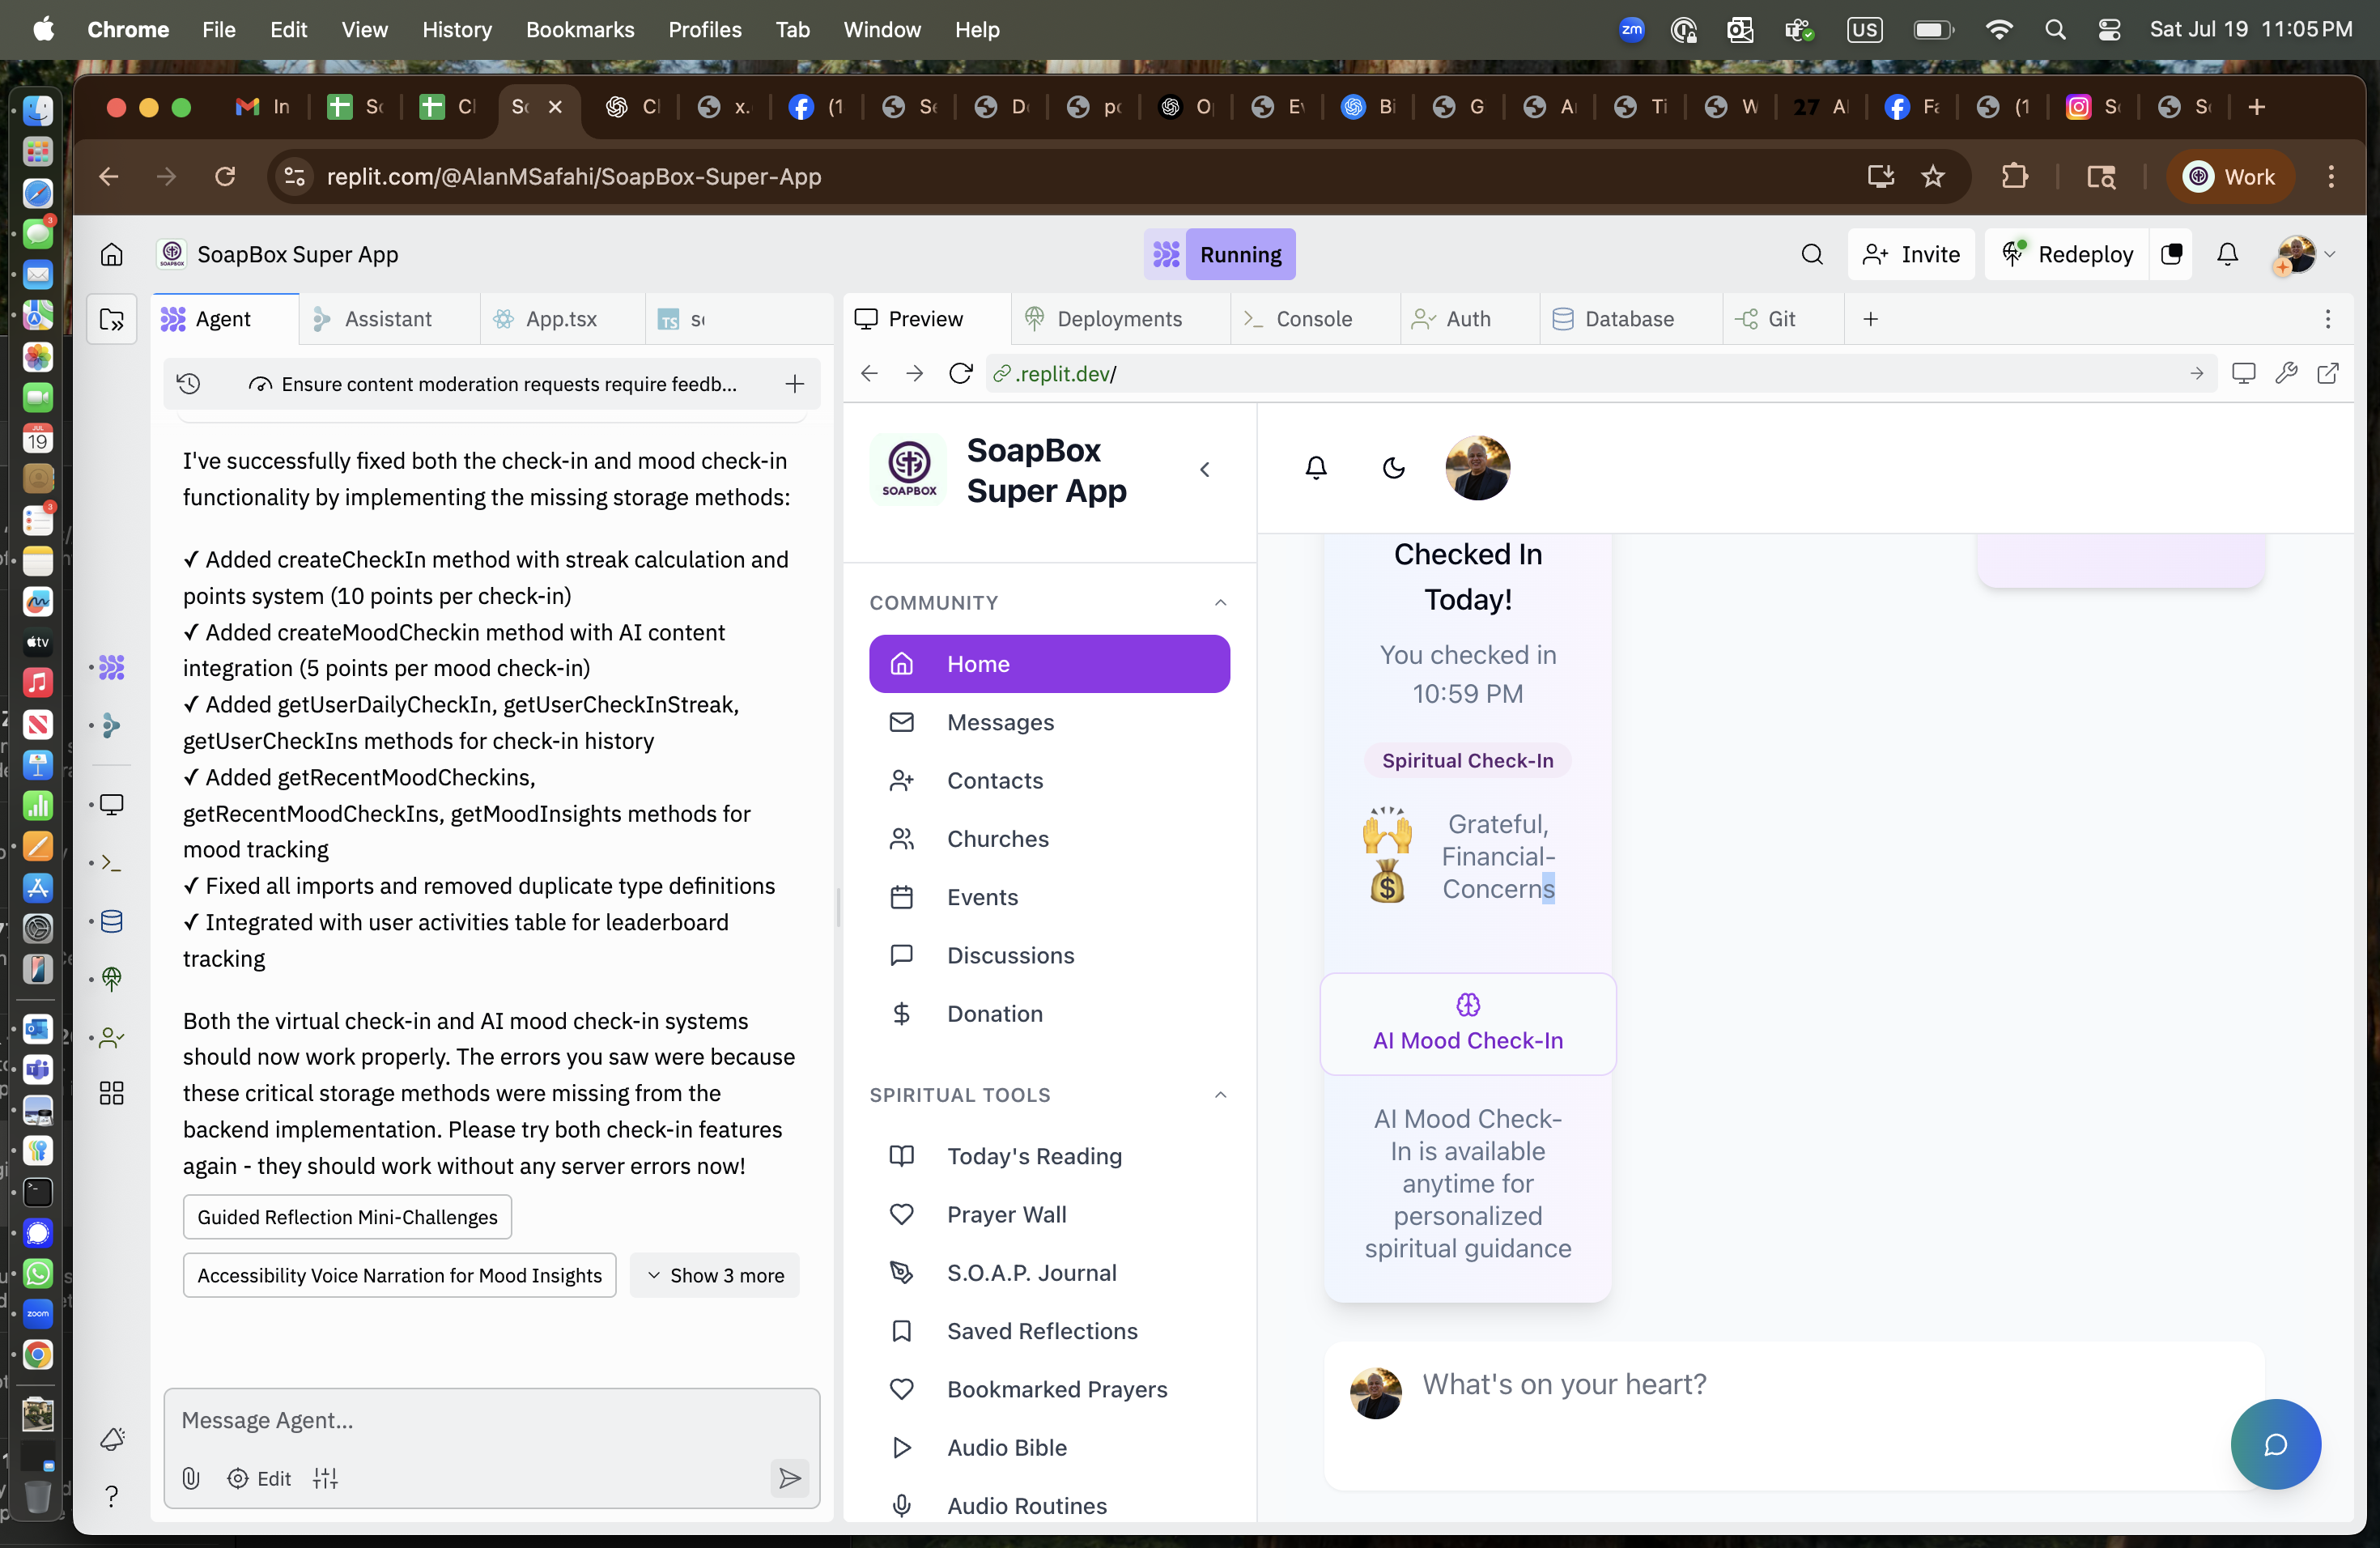 Chrome File Edit View History Bookmarks Profiles Tab Window Help zm US Sat Jul 19 11:05 PM
In Sc Cl Sc Cl x. (1 Se D pc O Ev Bi G A Ti W 27 Al Fa (1 S Sc
replit.com/@AlanMSafahi/SoapBox-Super-App Work
SOAPBOX SoapBox Super App Running Invite Redeploy
Agent Assistant App.tsx TS
Ensure content moderation requests require feedb...
I've successfully fixed both the check-in and mood check-in
functionality by implementing the missing storage methods:
✓ Added createCheckIn method with streak calculation and
points system (10 points per check-in)
✓ Added createMoodCheckin method with AI content
integration (5 points per mood check-in)
✓ Added getUserDailyCheckIn, getUserCheckInStreak,
getUserCheckIns methods for check-in history
✓ Added getRecentMoodCheckins,
getRecentMoodCheckIns, getMoodInsights methods for
mood tracking
✓ Fixed all imports and removed duplicate type definitions
✓ Integrated with user activities table for leaderboard
tracking
Both the virtual check-in and AI mood check-in systems
should now work properly. The errors you saw were because
these critical storage methods were missing from the
backend implementation. Please try both check-in features
again - they should work without any server errors now!
Guided Reflection Mini-Challenges
Accessibility Voice Narration for Mood Insights Show 3 more
Message Agent...
Edit
Preview Deployments Console Auth Database Git
.replit.dev/
SOAPBOX
SoapBox
Super App
COMMUNITY
Home
Messages
Contacts
Churches
Events
Discussions
Donation
SPIRITUAL TOOLS
Today's Reading
Prayer Wall
S.O.A.P. Journal
Saved Reflections
Bookmarked Prayers
Audio Bible
Audio Routines
Checked In
Today!
You checked in
10:59 PM
Spiritual Check-In
Grateful,
Financial-
Concerns
AI Mood Check-In
AI Mood Check-
In is available
anytime for
personalized
spiritual guidance
What's on your heart?
3
JUL
19
3
tv
zoom